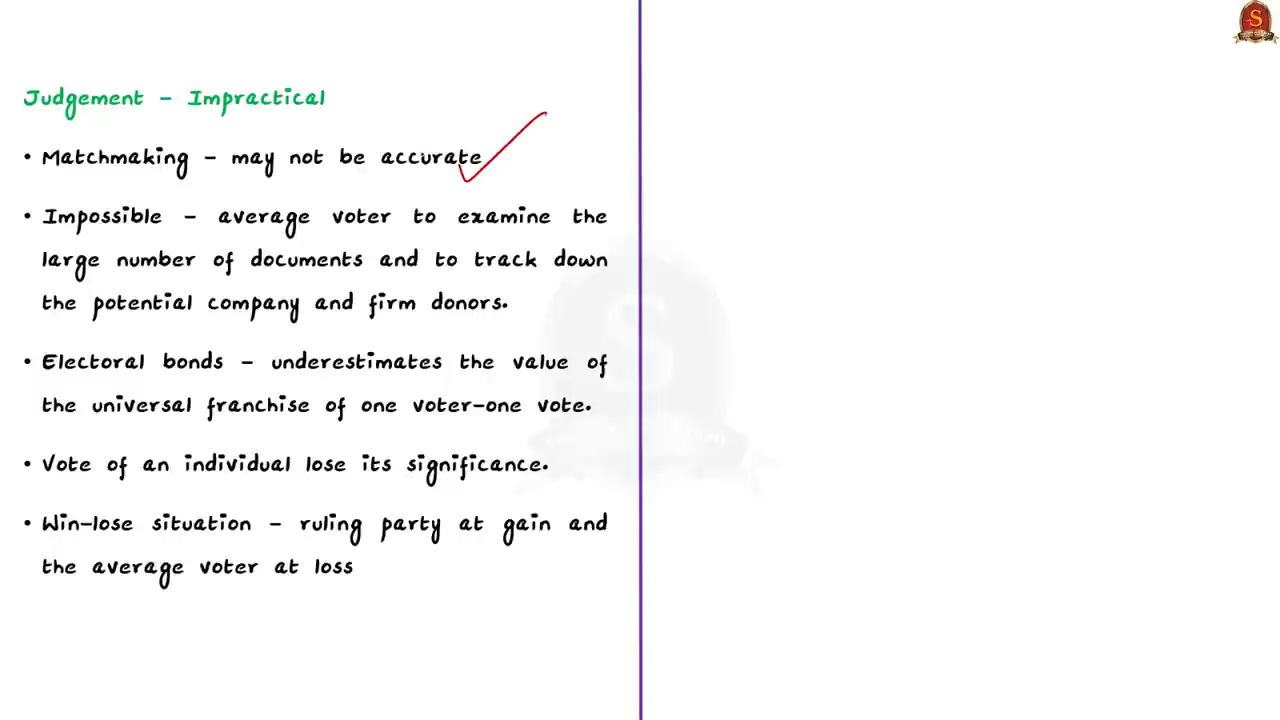 Judgement - Impractical
• Matchmaking - may not be accurate
• Impossible - average voter to examine the
large number of documents and to track down
the potential company and firm donors.
• Electoral bonds - underestimates the value of
the universal franchise of one voter-one vote.
• Vote of an individual lose its significance.
• Win-lose situation - ruling party at gain and
the average voter at loss